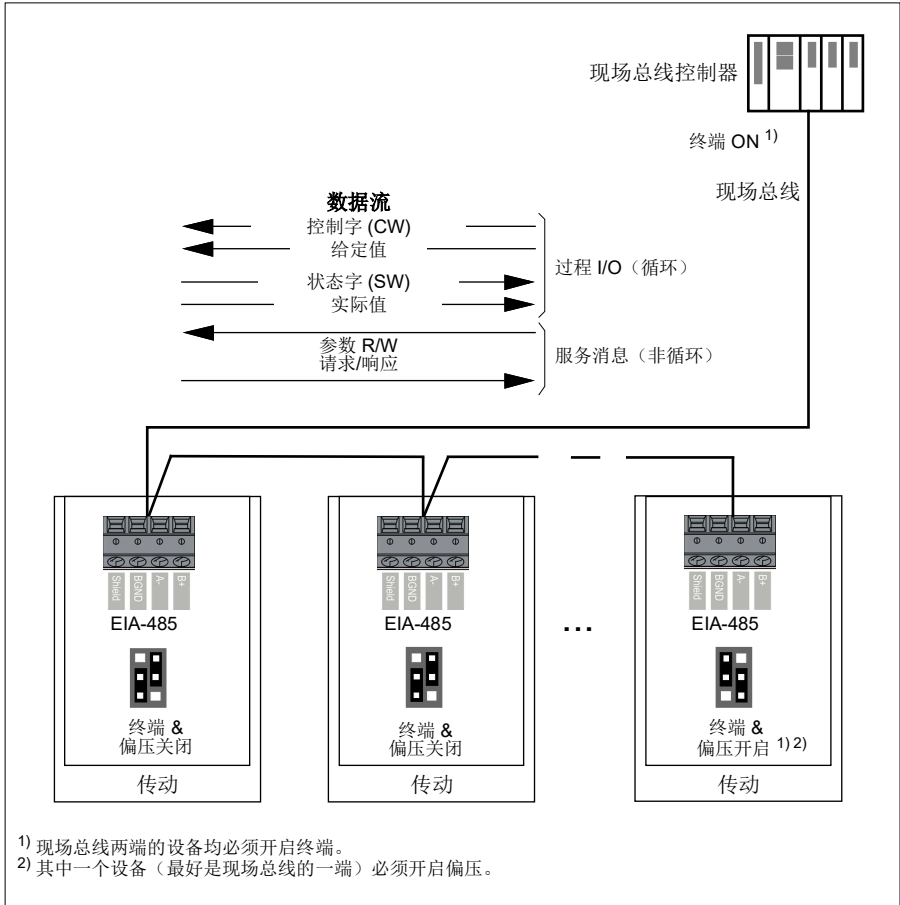 现场总线控制器
终端 ON 1)
现场总线
数据流
控制字 (CW)
给定值
状态字 (SW)
实际值
过程 I/O（循环）
参数 R/W
请求/响应
服务消息（非循环）
Shield BGND A- B+
EIA-485
终端 &
偏压关闭
传动
Shield BGND A- B+
EIA-485
终端 &
偏压关闭
传动
...
Shield BGND A- B+
EIA-485
终端 &
偏压开启 1) 2)
传动
1) 现场总线两端的设备均必须开启终端。
2) 其中一个设备（最好是现场总线的一端）必须开启偏压。